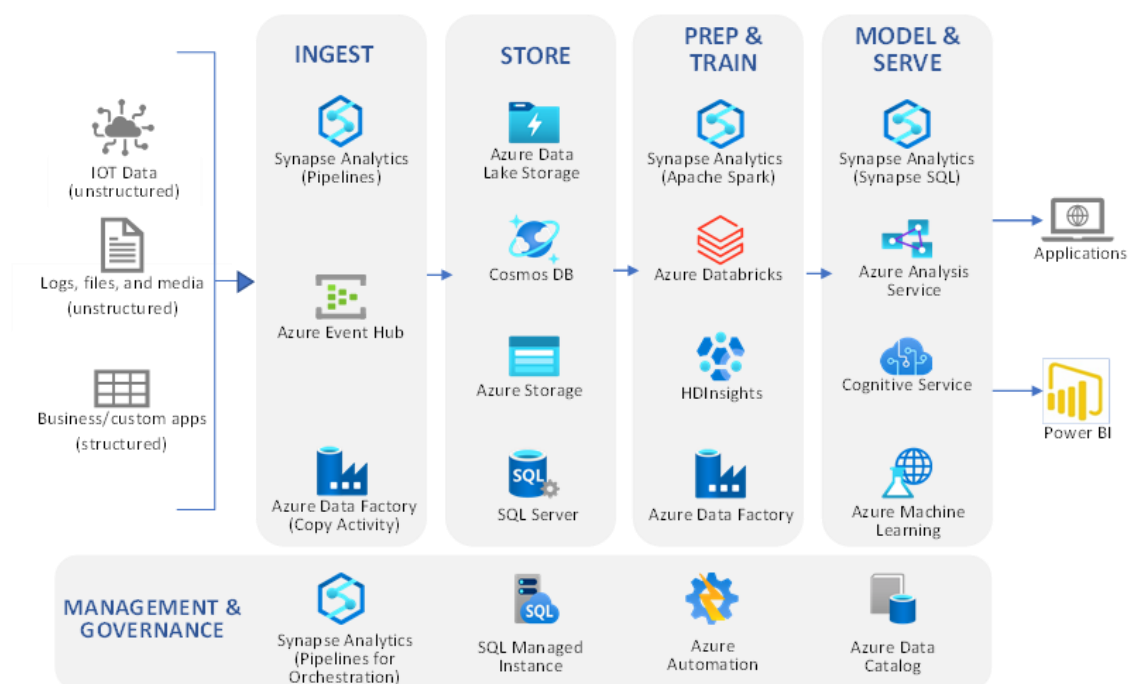 INGEST
STORE
PREP &
TRAIN
MODEL &
SERVE
IOT Data
(unstructured)
Logs, files, and media
(unstructured)
Business/custom apps
(structured)
Synapse Analytics
(Pipelines)
Azure Event Hub
Azure Data Factory
(Copy Activity)
Azure Data
Lake Storage
Cosmos DB
Azure Storage
SQL
SQL Server
Synapse Analytics
(Apache Spark)
Azure Databricks
HDInsights
Azure Data Factory
Synapse Analytics
(Synapse SQL)
Azure Analysis
Service
Cognitive Service
Azure Machine
Learning
Applications
Power BI
MANAGEMENT &
GOVERNANCE
Synapse Analytics
(Pipelines for
Orchestration)
SQL
SQL Managed
Instance
Azure
Automation
Azure Data
Catalog